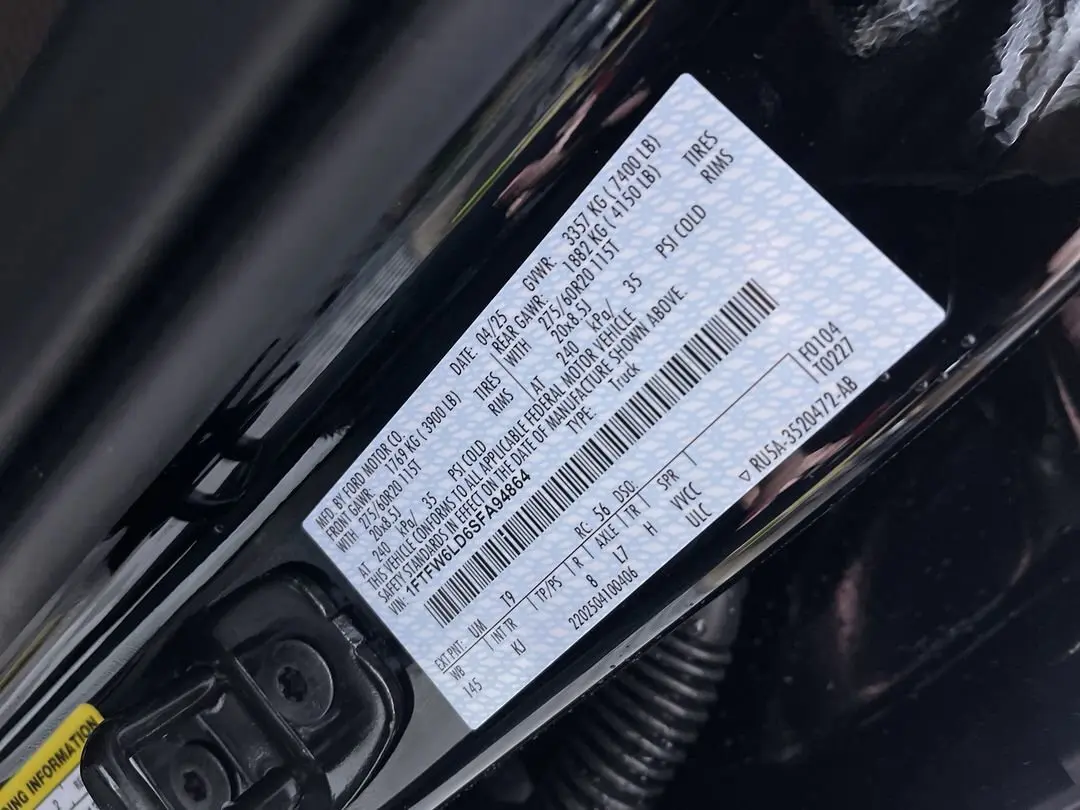 MFD BY FORD MOTOR CO. DATE: 04/25 GVWR: 3357 KG ( 7400 LB)
FRONT GAWR: 1769 KG ( 3900 LB) REAR GAWR: 1882 KG ( 4150 LB)
WITH 275/60R20 115T TIRES WITH 275/60R20 115T TIRES
20x8.5J RIMS 20x8.5J RIMS
AT 240 kPa/ 35 PSI COLD AT 240 kPa/ 35 PSI COLD
THIS VEHICLE CONFORMS TO ALL APPLICABLE FEDERAL MOTOR VEHICLE
SAFETY STANDARDS IN EFFECT ON THE DATE OF MANUFACTURE SHOWN ABOVE.
VIN: 1FTFW6LD6SFA94864 TYPE: Truck
EXT PNT: UM T9 RC: 56 DSO: F0104
WB INT TR TP/PS R AXLE TR SPR T0227
145 KJ 8 L7 H VVCC
ULC
2202504100406 ▽ RU5A-3520472-AB
NG INFORMATION
2